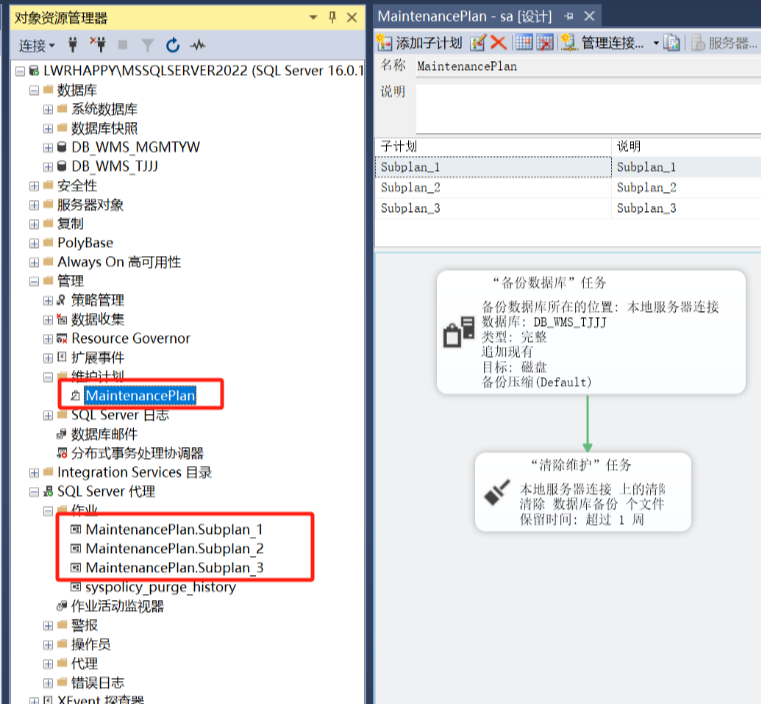 对象资源管理器
连接
LWRHAPPY\MSSQLSERVER2022 (SQL Server 16.0.1
数据库
系统数据库
数据库快照
DB_WMS_MGMTYW
DB_WMS_TJJJ
安全性
服务器对象
复制
PolyBase
Always On 高可用性
管理
策略管理
数据收集
Resource Governor
扩展事件
维护计划
MaintenancePlan
SQL Server 日志
数据库邮件
分布式事务处理协调器
Integration Services 目录
SQL Server 代理
作业
MaintenancePlan.Subplan_1
MaintenancePlan.Subplan_2
MaintenancePlan.Subplan_3
syspolicy_purge_history
作业活动监视器
警报
操作员
代理
错误日志
XEvent 探查器
MaintenancePlan - sa [设计]
添加子计划 管理连接... 服务器...
名称 MaintenancePlan
说明
子计划 说明
Subplan_1 Subplan_1
Subplan_2 Subplan_2
Subplan_3 Subplan_3
“备份数据库”任务
备份数据库所在的位置: 本地服务器连接
数据库: DB_WMS_TJJJ
类型: 完整
追加现有
目标: 磁盘
备份压缩(Default)
“清除维护”任务
本地服务器连接 上的清除
清除 数据库备份 个文件
保留时间: 超过 1 周